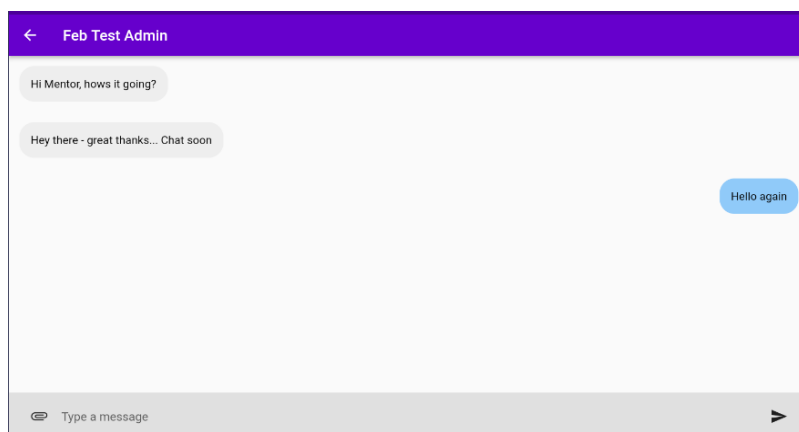 Feb Test Admin
Hi Mentor, hows it going?
Hey there - great thanks... Chat soon
Hello again
Type a message